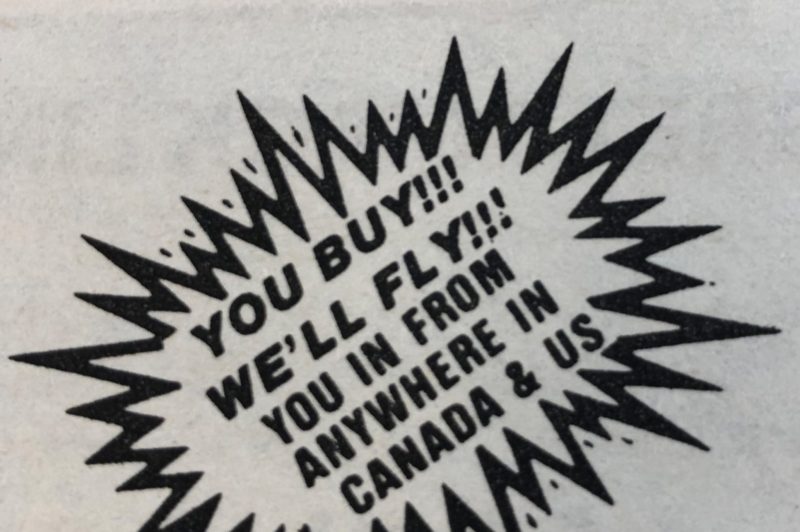 YOU BUY!!!
WE'LL FLY!!!
YOU IN FROM
ANYWHERE IN
CANADA & US